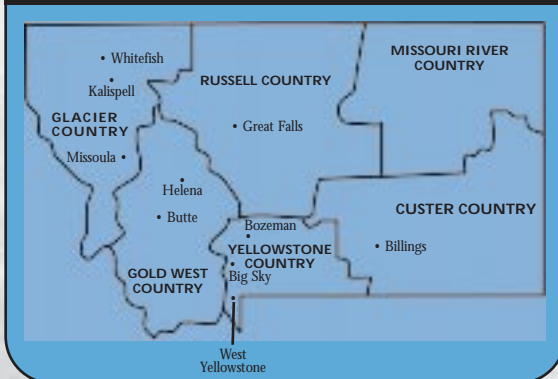 Whitefish
Kalispell
GLACIER
COUNTRY
Missoula
RUSSELL COUNTRY
Great Falls
MISSOURI RIVER
COUNTRY
Helena
Butte
GOLD WEST
COUNTRY
Bozeman
YELLOWSTONE
COUNTRY
Big Sky
West
Yellowstone
CUSTER COUNTRY
Billings